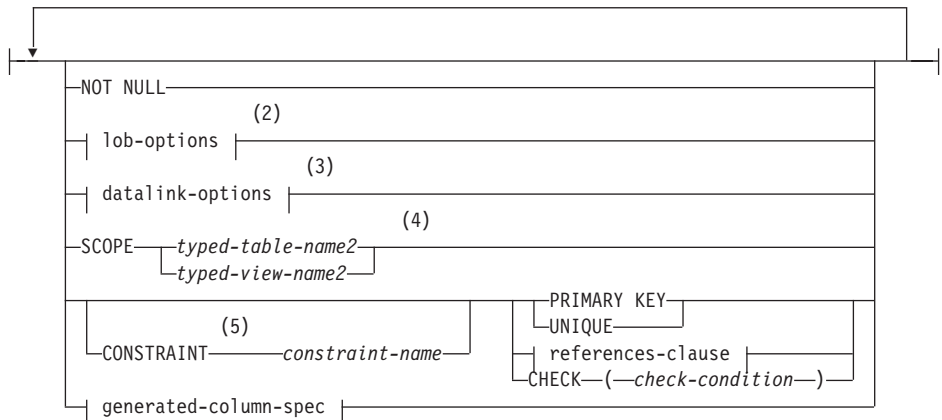 NOT NULL
(2)
lob-options
(3)
datalink-options
(4)
SCOPE typed-table-name2
typed-view-name2
PRIMARY KEY
(5) UNIQUE
CONSTRAINT constraint-name references-clause
CHECK ( check-condition )
generated-column-spec